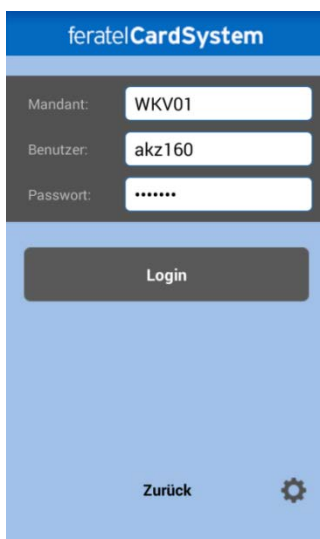 feratelCardSystem
Mandant: WKV01
Benutzer: akz160
Passwort: •••••••
Login
Zurück